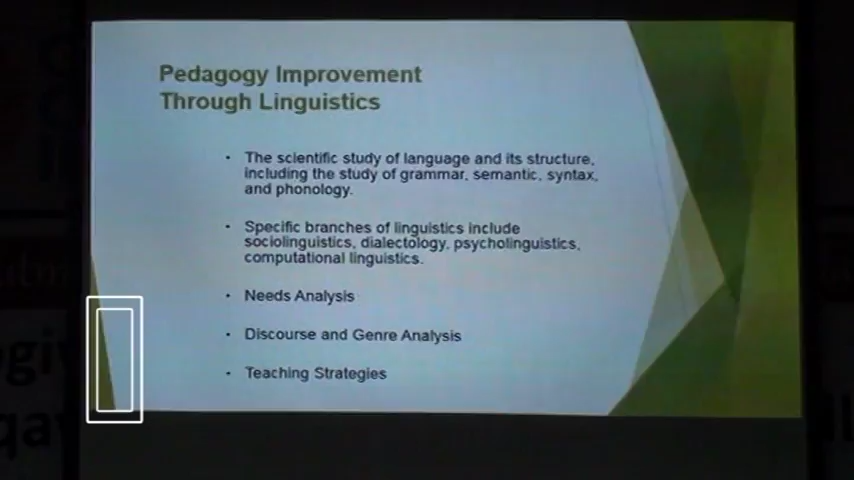 Pedagogy Improvement
Through Linguistics
• The scientific study of language and its structure,
including the study of grammar, semantic, syntax,
and phonology.
• Specific branches of linguistics include
sociolinguistics, dialectology, psycholinguistics,
computational linguistics.
• Needs Analysis
• Discourse and Genre Analysis
• Teaching Strategies